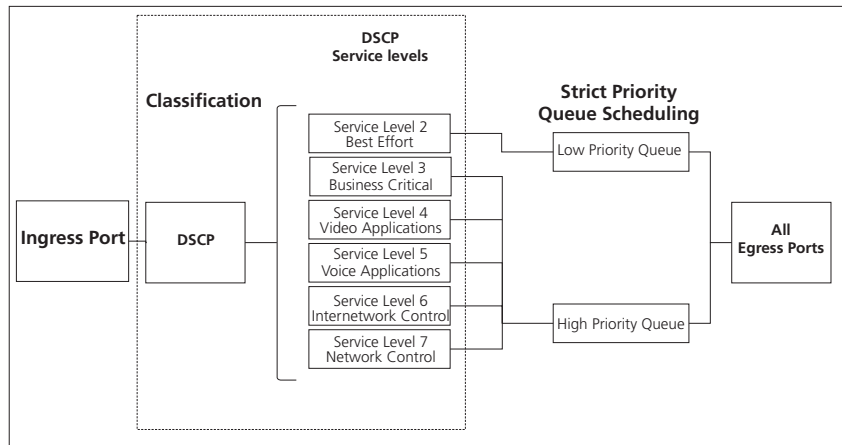 DSCP
Service levels
Classification
Strict Priority
Queue Scheduling
Service Level 2
Best Effort
Low Priority Queue
Service Level 3
Business Critical
Ingress Port
DSCP
Service Level 4
Video Applications
All
Egress Ports
Service Level 5
Voice Applications
Service Level 6
Internetwork Control
High Priority Queue
Service Level 7
Network Control